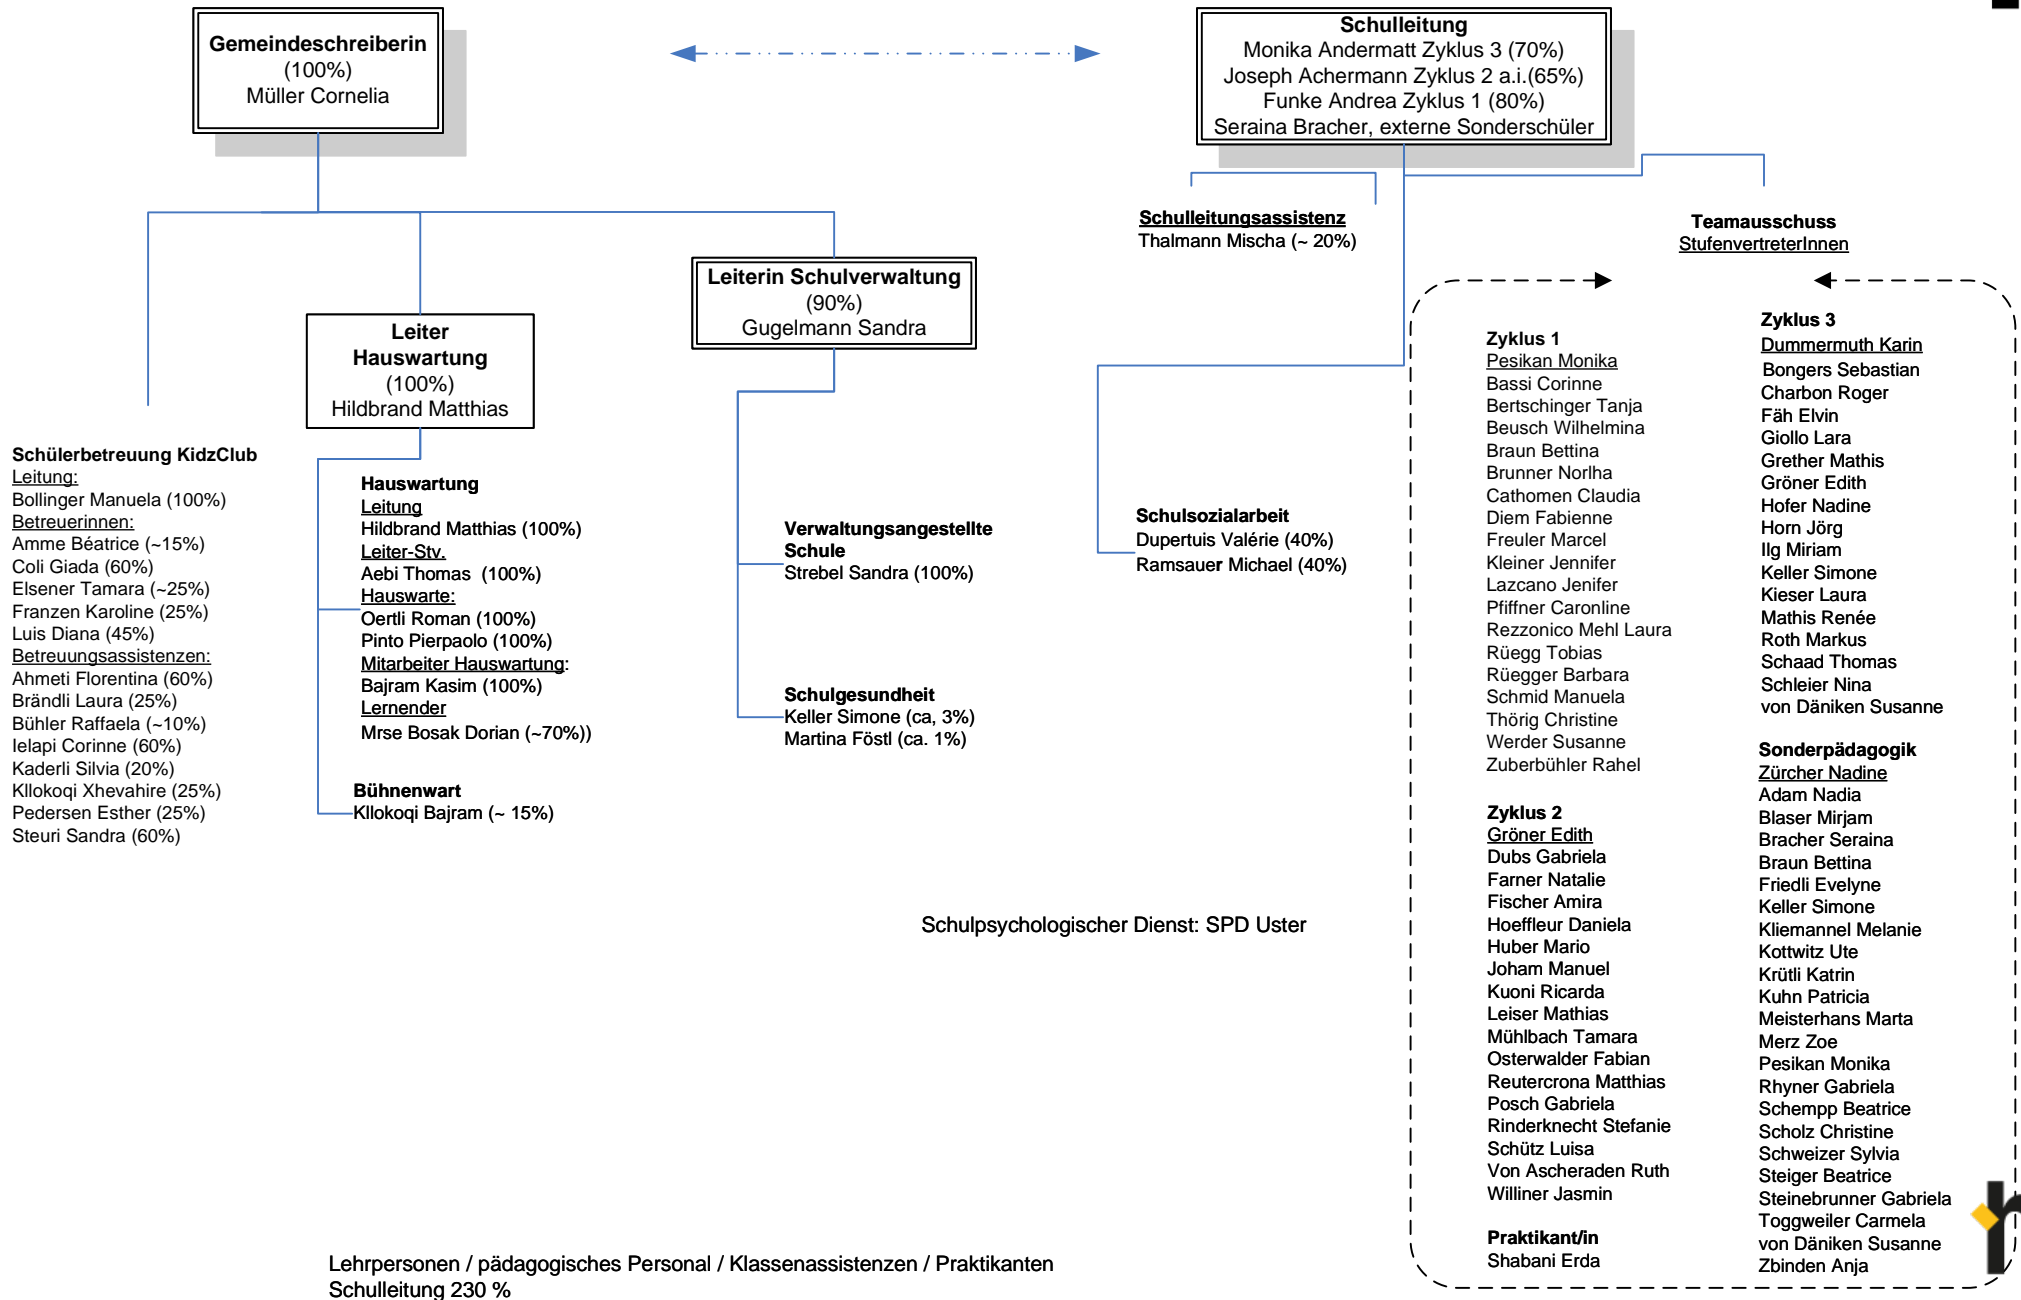 Gemeindeschreiberin
(100%)
Müller Cornelia
Schulleitung
Monika Andermatt Zyklus 3 (70%)
Joseph Achermann Zyklus 2 a.i.(65%)
Funke Andrea Zyklus 1 (80%)
Seraina Bracher, externe Sonderschüler
Schulleitungsassistenz
Thalmann Mischa (~ 20%)
Teamausschuss
StufenvertreterInnen
Leiterin Schulverwaltung
(90%)
Gugelmann Sandra
Leiter
Hauswartung
(100%)
Hildbrand Matthias
Schülerbetreuung KidzClub
Leitung:
Bollinger Manuela (100%)
Betreuerinnen:
Amme Béatrice (~15%)
Coli Giada (60%)
Elsener Tamara (~25%)
Franzen Karoline (25%)
Luis Diana (45%)
Betreuungsassistenzen:
Ahmeti Florentina (60%)
Brändli Laura (25%)
Bühler Raffaela (~10%)
Ielapi Corinne (60%)
Kaderli Silvia (20%)
Kllokoqi Xhevahire (25%)
Pedersen Esther (25%)
Steuri Sandra (60%)
Hauswartung
Leitung
Hildbrand Matthias (100%)
Leiter-Stv.
Aebi Thomas  (100%)
Hauswarte:
Oertli Roman (100%)
Pinto Pierpaolo (100%)
Mitarbeiter Hauswartung:
Bajram Kasim (100%)
Lernender
Mrse Bosak Dorian (~70%))
Bühnenwart
Kllokoqi Bajram (~ 15%)
Verwaltungsangestellte
Schule
Strebel Sandra (100%)
Schulgesundheit
Keller Simone (ca, 3%)
Martina Föstl (ca. 1%)
Schulsozialarbeit
Dupertuis Valérie (40%)
Ramsauer Michael (40%)
Schulpsychologischer Dienst: SPD Uster
Zyklus 1
Pesikan Monika
Bassi Corinne
Bertschinger Tanja
Beusch Wilhelmina
Braun Bettina
Brunner Norlha
Cathomen Claudia
Diem Fabienne
Freuler Marcel
Kleiner Jennifer
Lazcano Jenifer
Pfiffner Caronline
Rezzonico Mehl Laura
Rüegg Tobias
Rüegger Barbara
Schmid Manuela
Thörig Christine
Werder Susanne
Zuberbühler Rahel
Zyklus 2
Gröner Edith
Dubs Gabriela
Farner Natalie
Fischer Amira
Hoeffleur Daniela
Huber Mario
Joham Manuel
Kuoni Ricarda
Leiser Mathias
Mühlbach Tamara
Osterwalder Fabian
Reutercrona Matthias
Posch Gabriela
Rinderknecht Stefanie
Schütz Luisa
Von Ascheraden Ruth
Williner Jasmin
Praktikant/in
Shabani Erda
Zyklus 3
Dummermuth Karin
Bongers Sebastian
Charbon Roger
Fäh Elvin
Giollo Lara
Grether Mathis
Gröner Edith
Hofer Nadine
Horn Jörg
Ilg Miriam
Keller Simone
Kieser Laura
Mathis Renée
Roth Markus
Schaad Thomas
Schleier Nina
von Däniken Susanne
Sonderpädagogik
Zürcher Nadine
Adam Nadia
Blaser Mirjam
Bracher Seraina
Braun Bettina
Friedli Evelyne
Keller Simone
Kliemannel Melanie
Kottwitz Ute
Krütli Katrin
Kuhn Patricia
Meisterhans Marta
Merz Zoe
Pesikan Monika
Rhyner Gabriela
Schempp Beatrice
Scholz Christine
Schweizer Sylvia
Steiger Beatrice
Steinebrunner Gabriela
Toggweiler Carmela
von Däniken Susanne
Zbinden Anja
Lehrpersonen / pädagogisches Personal / Klassenassistenzen / Praktikanten
Schulleitung 230 %